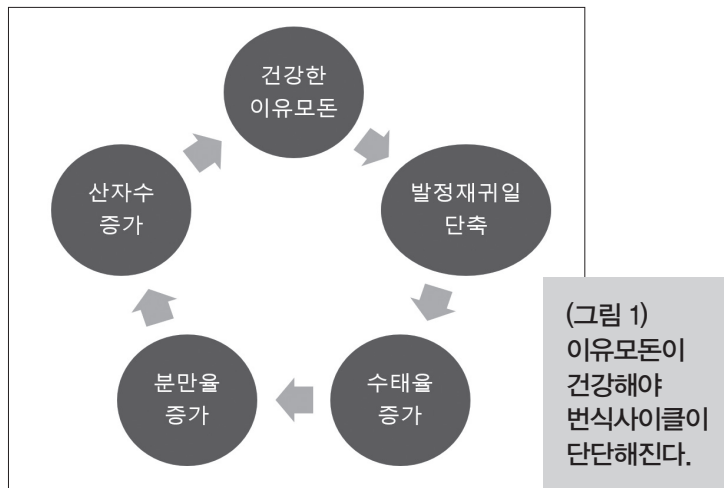 건강한
이유모돈
발정재귀일
단축
수태율
증가
분만율
증가
산자수
증가
(그림 1)
이유모돈이
건강해야
번식사이클이
단단해진다.